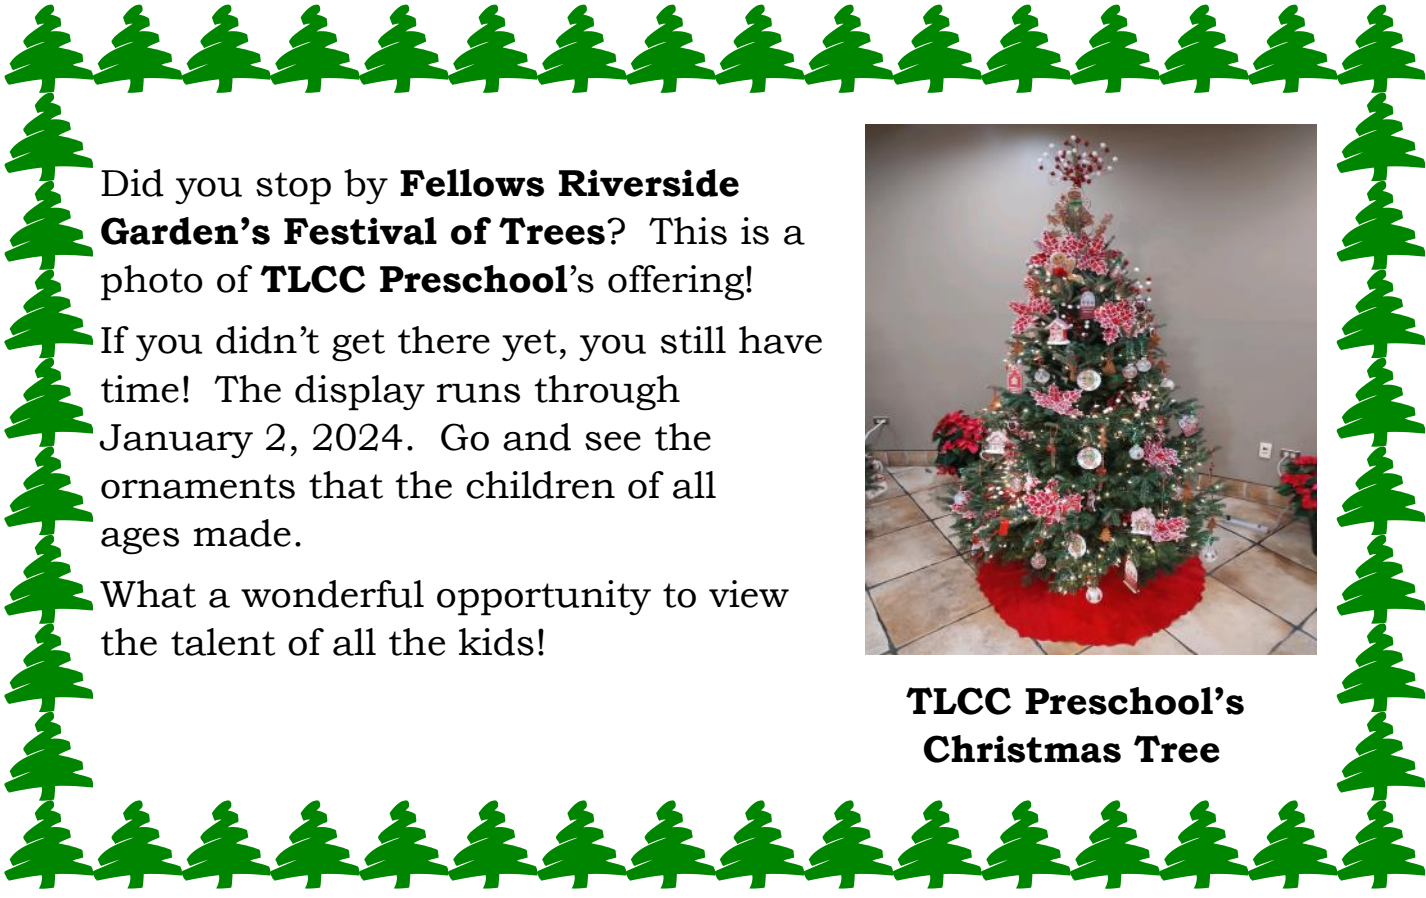 Did you stop by Fellows Riverside
Garden’s Festival of Trees?  This is a
photo of TLCC Preschool’s offering!
If you didn’t get there yet, you still have
time!  The display runs through
January 2, 2024.  Go and see the
ornaments that the children of all
ages made.
What a wonderful opportunity to view
the talent of all the kids!
TLCC Preschool’s
Christmas Tree